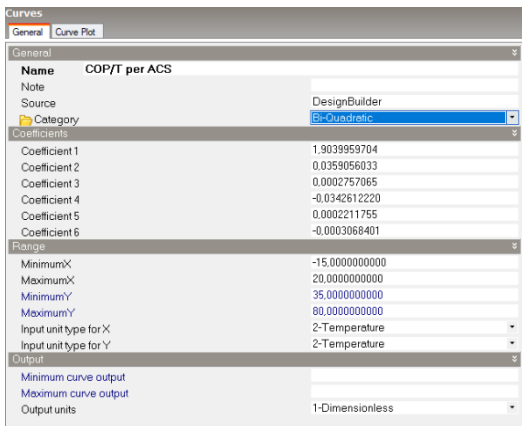 Curves
General Curve Plot
General
Name COP/T per ACS
Note
Source DesignBuilder
Category Bi-Quadratic
Coefficients
Coefficient 1 1,9039959704
Coefficient 2 0,0359056033
Coefficient 3 0,0002757065
Coefficient 4 -0,0342612220
Coefficient 5 0,0002211755
Coefficient 6 -0,0003068401
Range
MinimumX -15,0000000000
MaximumX 20,0000000000
MinimumY 35,0000000000
MaximumY 80,0000000000
Input unit type for X 2-Temperature
Input unit type for Y 2-Temperature
Output
Minimum curve output
Maximum curve output
Output units 1-Dimensionless